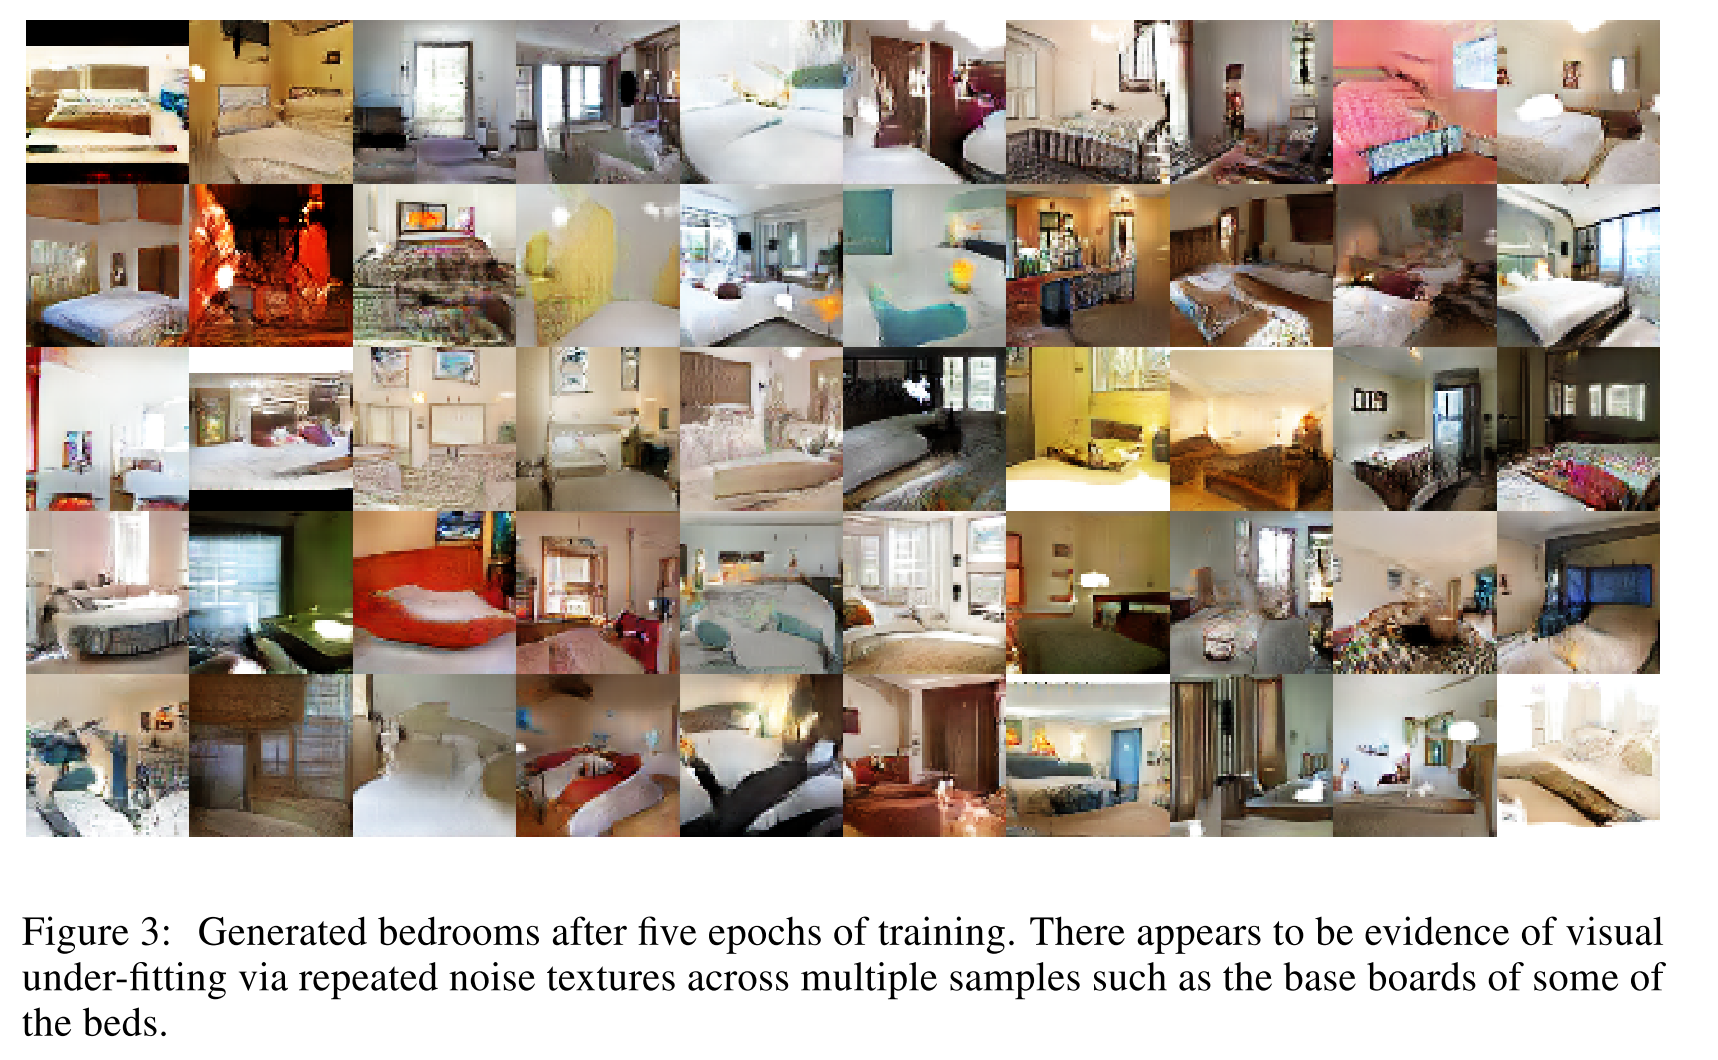 Figure 3: Generated bedrooms after five epochs of training. There appears to be evidence of visual
under-fitting via repeated noise textures across multiple samples such as the base boards of some of
the beds.